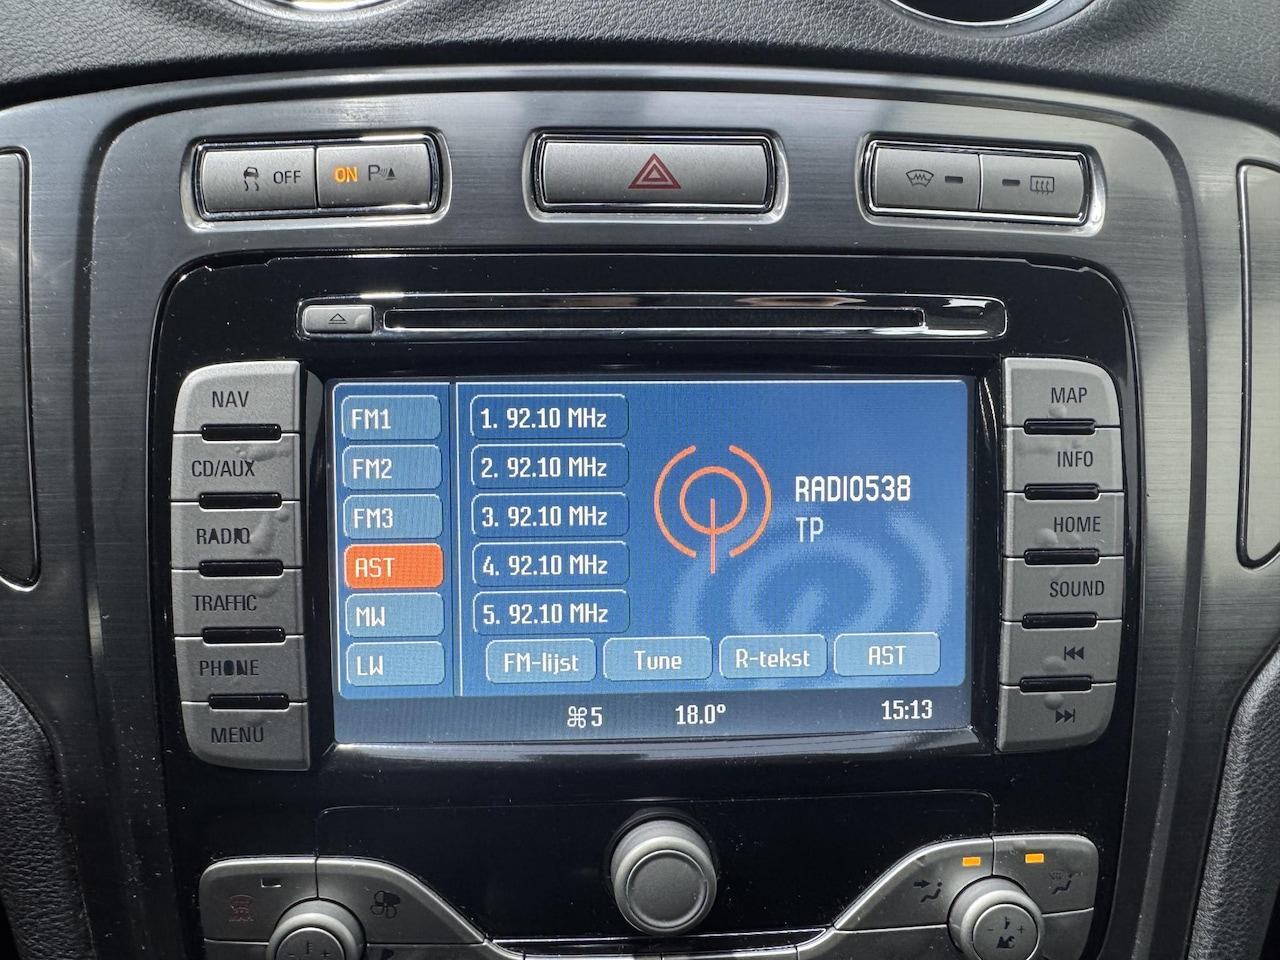 OFF ON P
NAV
CD/AUX
RADIO
TRAFFIC
PHONE
MENU
FM1
FM2
FM3
AST
MW
LW
1. 92.10 MHz
2. 92.10 MHz
3. 92.10 MHz
4. 92.10 MHz
5. 92.10 MHz
RADIO538
TP
FM-lijst Tune R-tekst AST
⌘5 18.0° 15:13
MAP
INFO
HOME
SOUND
MAX